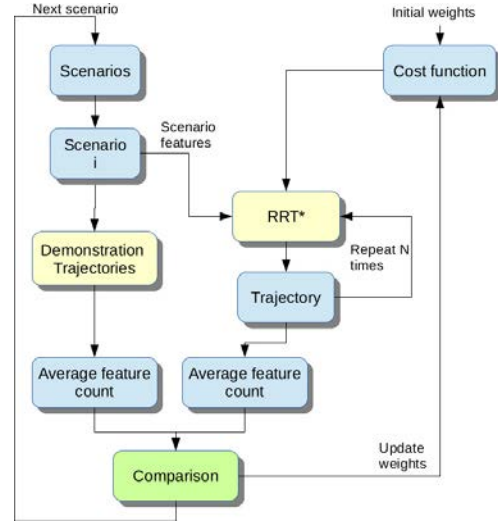 Next scenario
Initial weights
Scenarios
Cost function
Scenario
i
Scenario
features
RRT*
Demonstration
Trajectories
Repeat N
times
Trajectory
Average feature
count
Average feature
count
Update
weights
Comparison